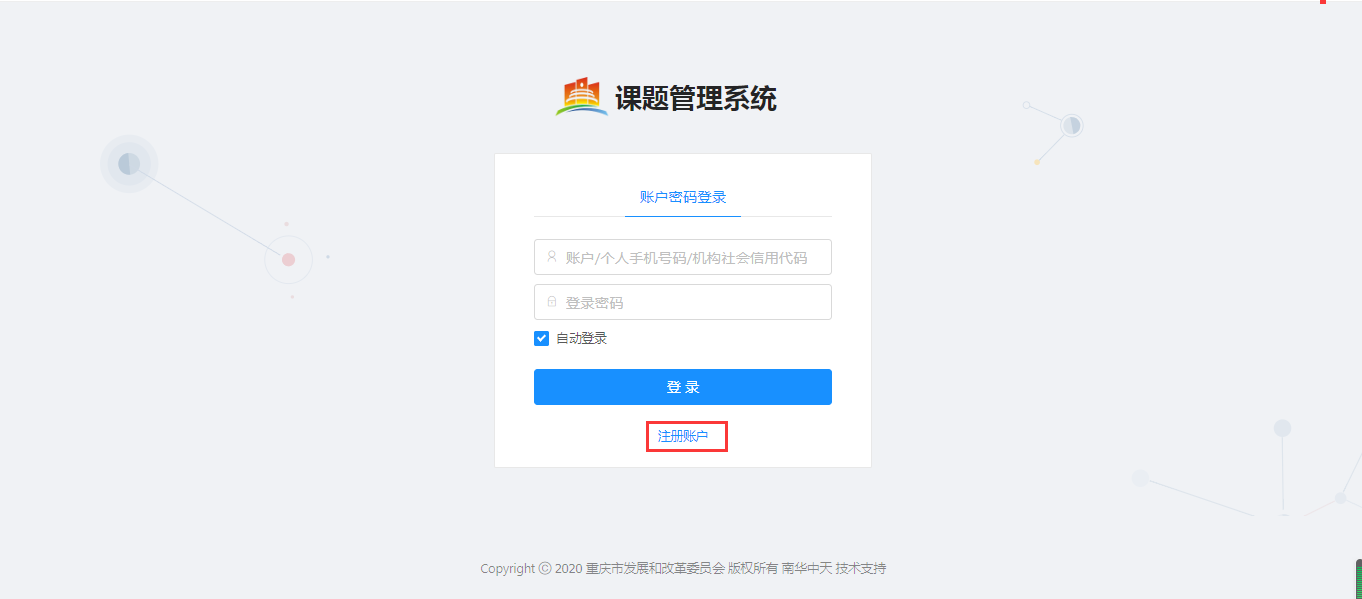 课题管理系统
账户密码登录
账户/个人手机号码/机构社会信用代码
登录密码
自动登录
登 录
注册账户
Copyright © 2020 重庆市发展和改革委员会 版权所有 南华中天 技术支持